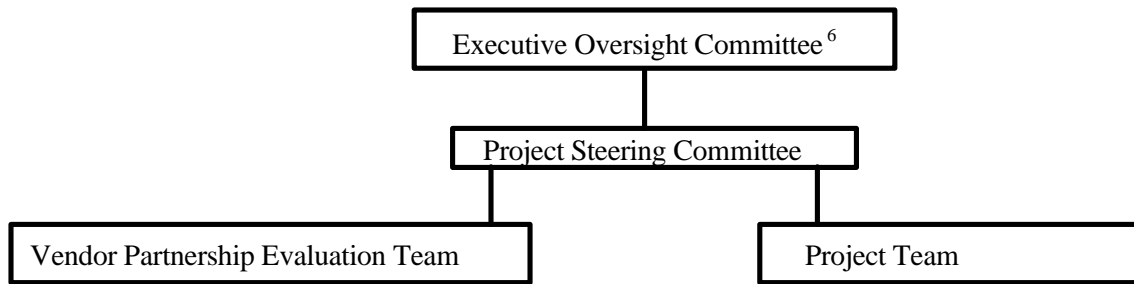 Executive Oversight Committee 6
Project Steering Committee
Vendor Partnership Evaluation Team
Project Team